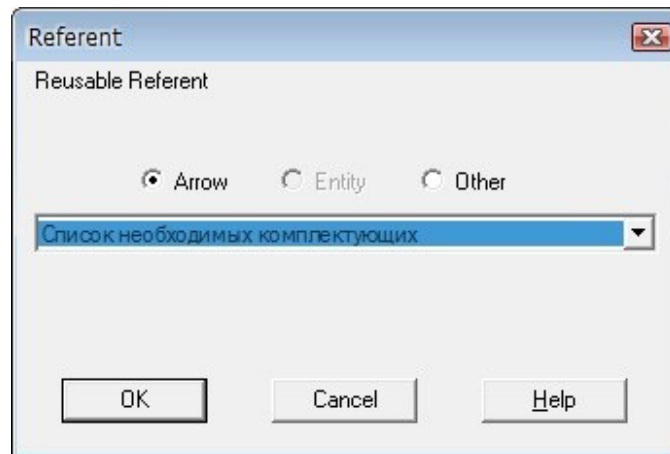 Referent
Reusable Referent
Arrow Entity Other
Список необходимых комплектующих
OK Cancel Help